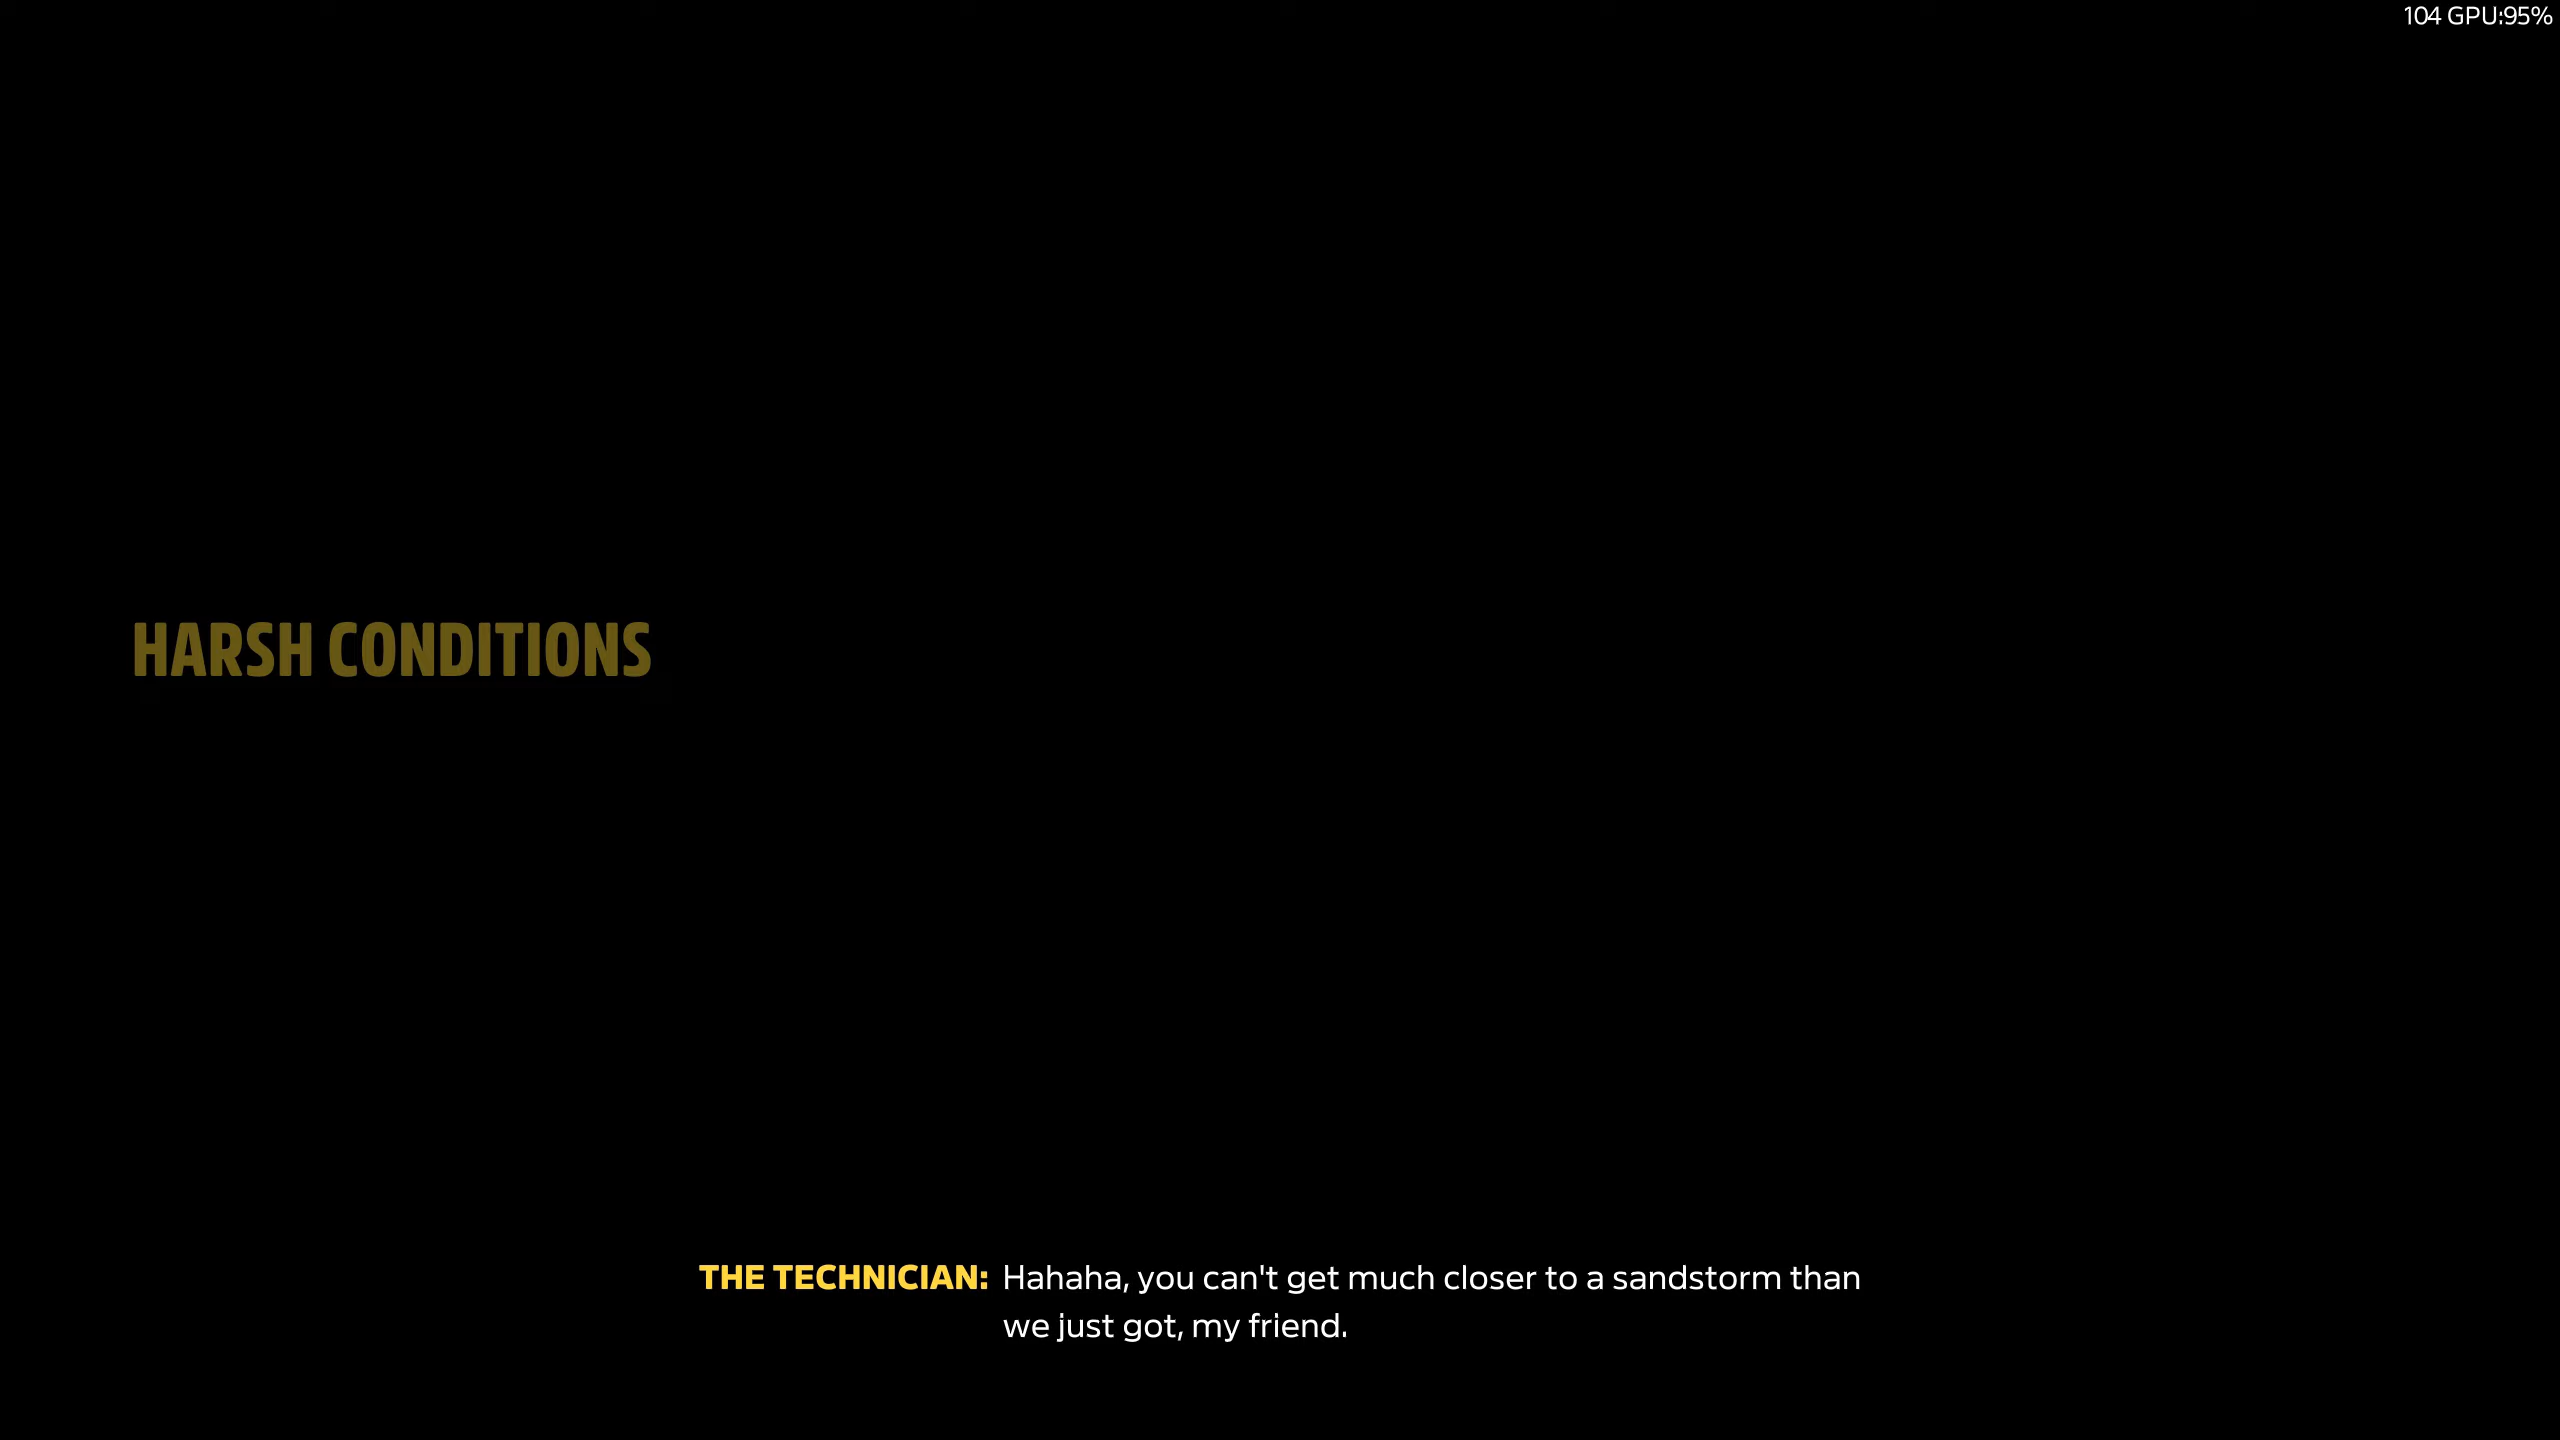 104 GPU:95%
HARSH CONDITIONS
THE TECHNICIAN: Hahaha, you can't get much closer to a sandstorm than
we just got, my friend.